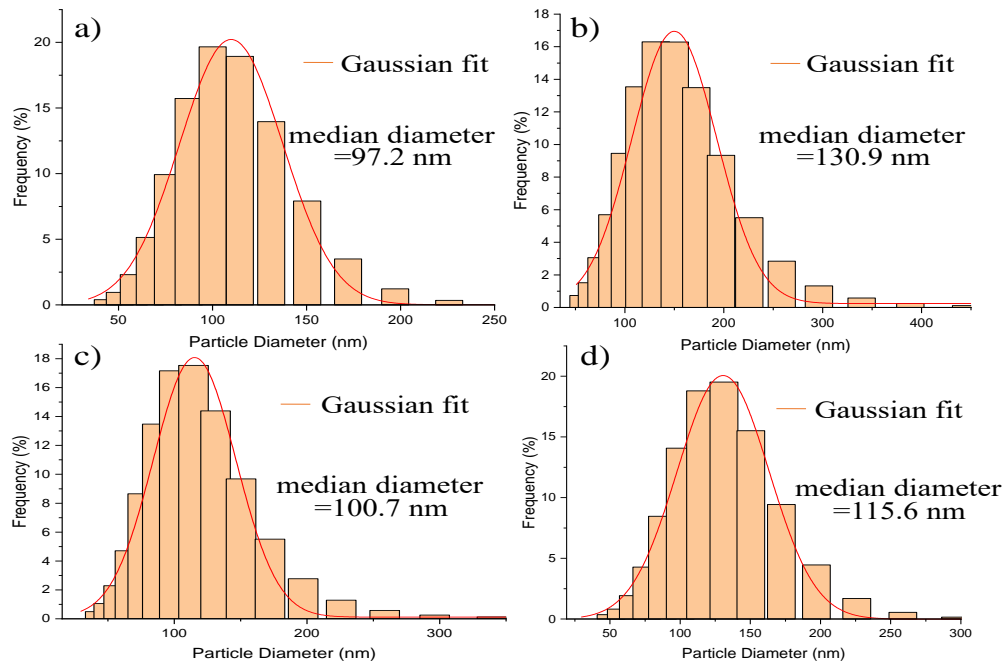 a)
Gaussian fit
median diameter
=97.2 nm
Frequency (%)
20
15
10
5
0
50
100
150
200
250
Particle Diameter (nm)
b)
Gaussian fit
median diameter
=130.9 nm
Frequency (%)
18
16
14
12
10
8
6
4
2
0
100
200
300
400
Particle Diameter (nm)
c)
Gaussian fit
median diameter
=100.7 nm
Frequency (%)
18
16
14
12
10
8
6
4
2
0
100
200
300
Particle Diameter (nm)
d)
Gaussian fit
median diameter
=115.6 nm
Frequency (%)
20
15
10
5
0
50
100
150
200
250
300
Particle Diameter (nm)